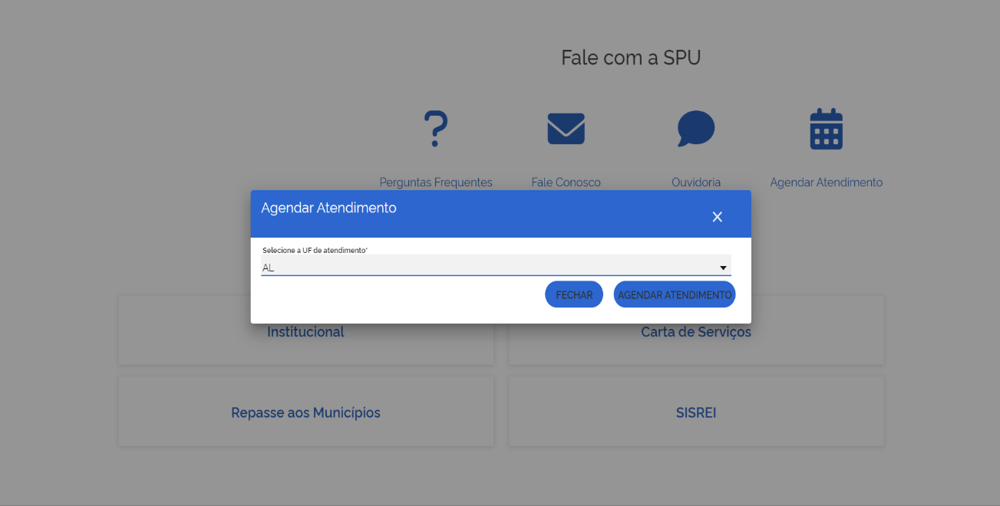 Fale com a SPU
Perguntas Frequentes
Fale Conosco
Ouvidoria
Agendar Atendimento
Agendar Atendimento
Selecione a UF de atendimento*
AL
FECHAR
AGENDAR ATENDIMENTO
Institucional
Carta de Serviços
Repasse aos Municípios
SISREI